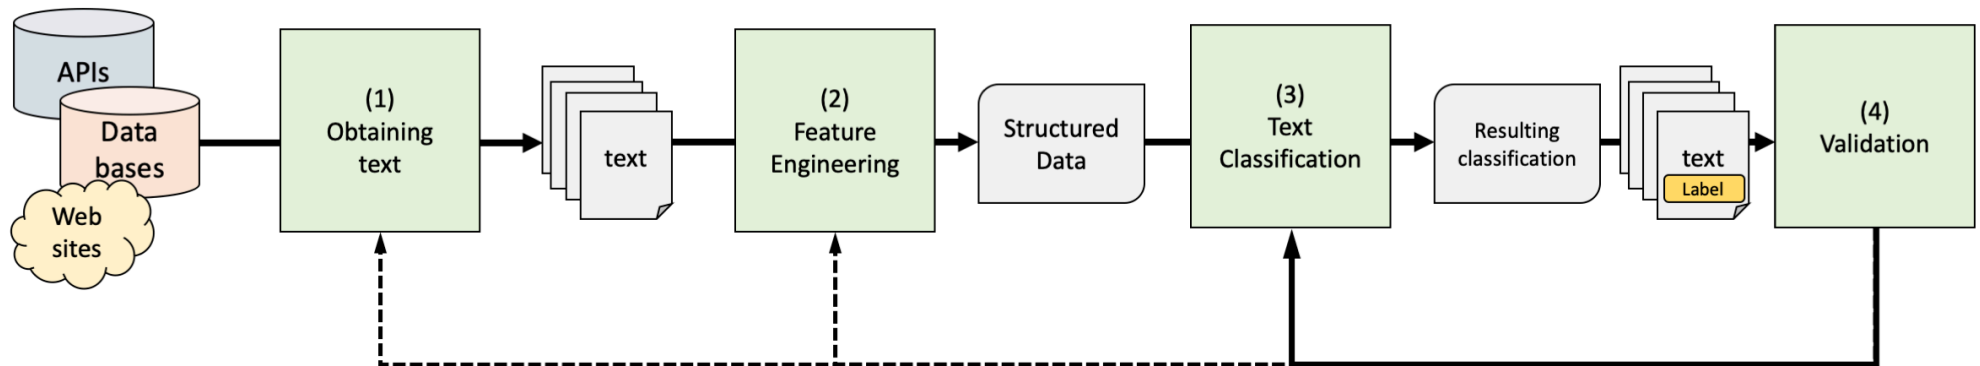 APIs
Data
bases
Web
sites
(1)
Obtaining
text
text
(2)
Feature
Engineering
Structured
Data
(3)
Text
Classification
Resulting
classification
text
Label
(4)
Validation